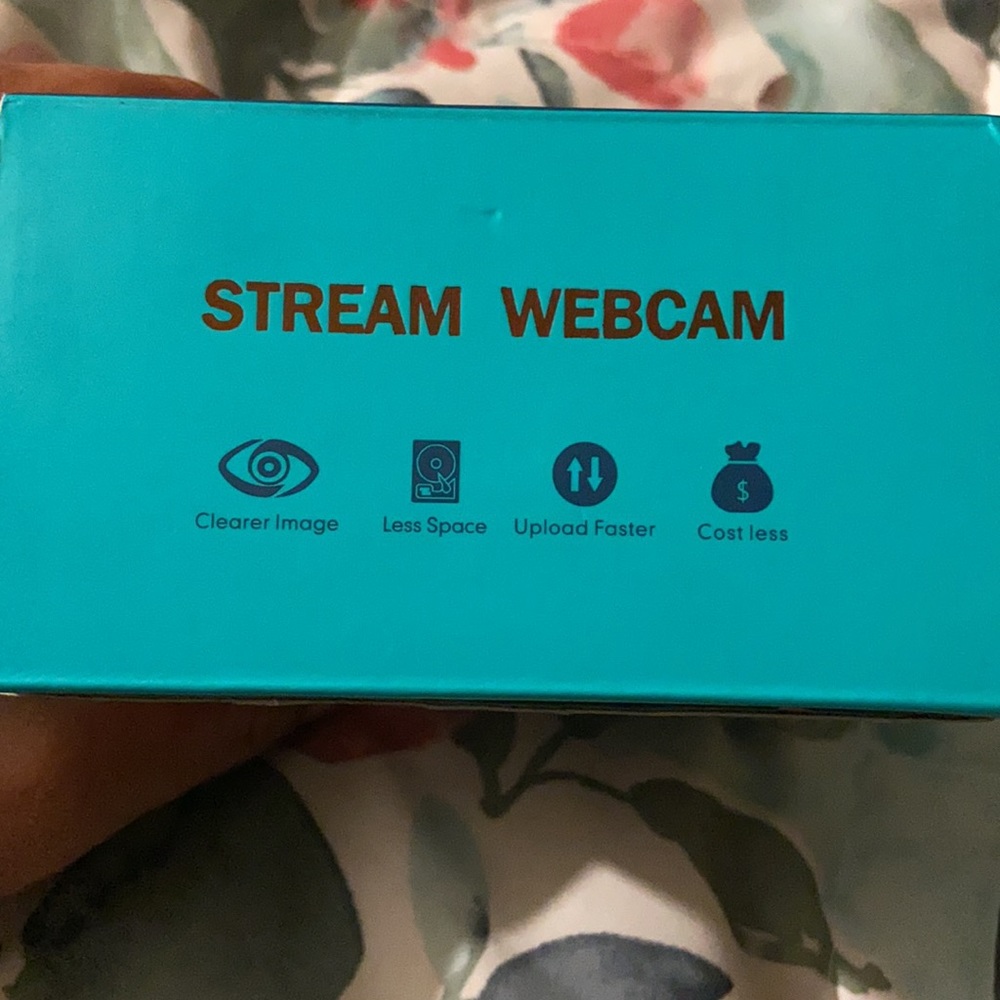 STREAM WEBCAM
Clearer Image Less Space Upload Faster Cost less
$